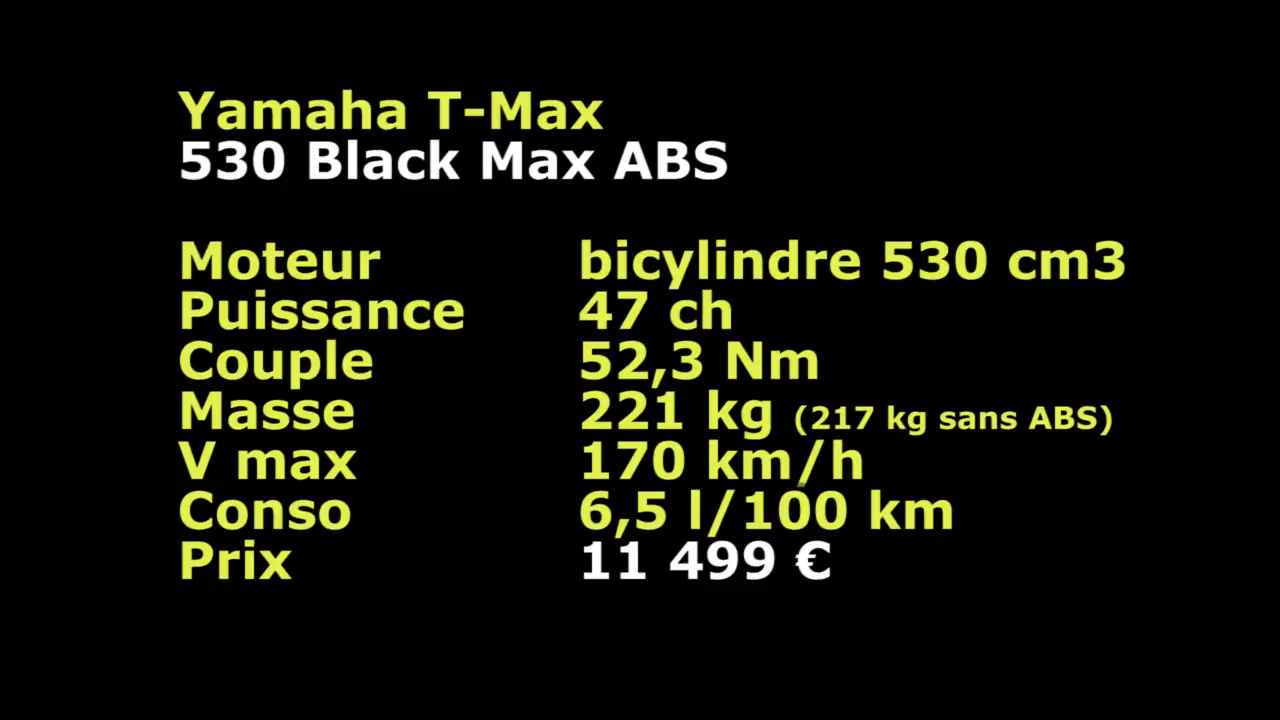 Yamaha T-Max
530 Black Max ABS
Moteur bicylindre 530 cm3
Puissance 47 ch
Couple 52,3 Nm
Masse 221 kg (217 kg sans ABS)
V max 170 km/h
Conso 6,5 l/100 km
Prix 11 499 €